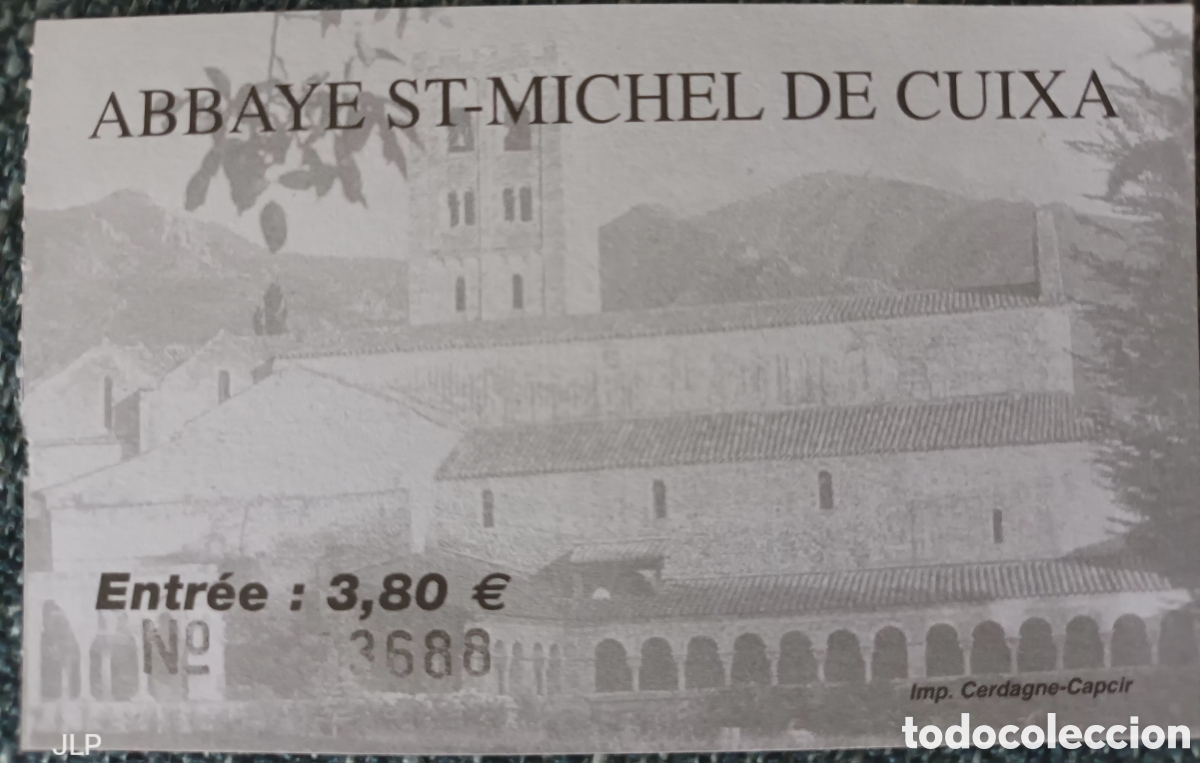 ABBAYE ST-MICHEL DE CUIXA
Entrée : 3,80 €
Nº 3688
Imp. Cerdagne-Capcir
JLP
todocoleccion